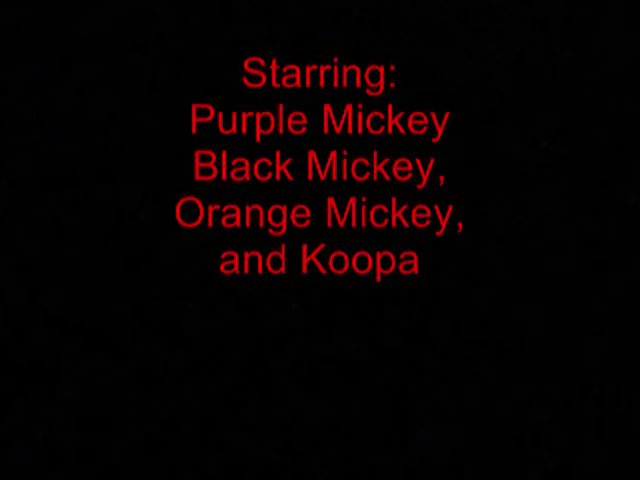 Starring:
Purple Mickey
Black Mickey,
Orange Mickey,
and Koopa